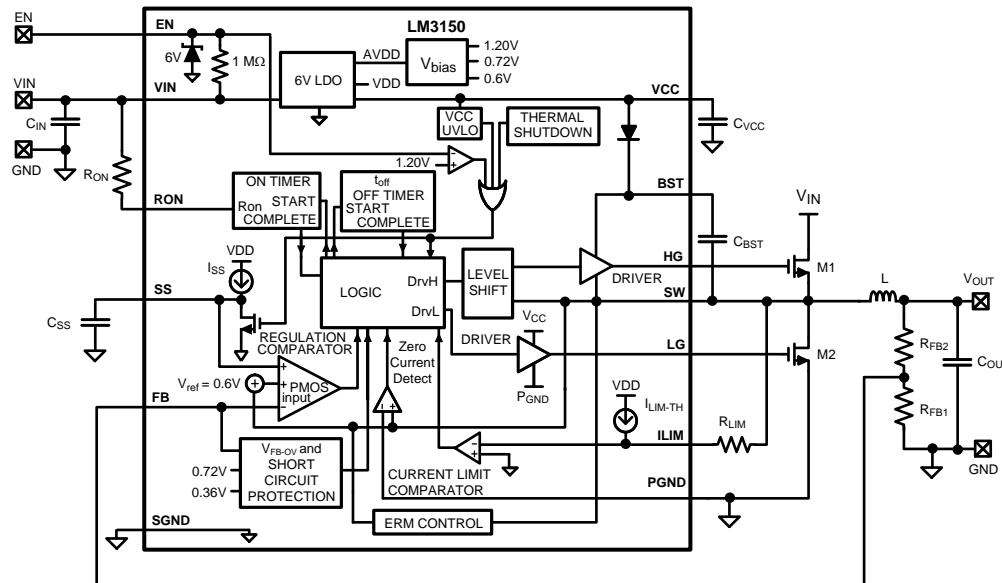 EN
EN
LM3150
6V
1 MΩ
6V LDO
AVDD
VDD
Vbias
1.20V
0.72V
0.6V
VIN
VIN
VCC
CIN
GND
VCC
UVLO
THERMAL
SHUTDOWN
CVCC
RON
1.20V
RON
ON TIMER
Ron
START
COMPLETE
toff
OFF TIMER
START
COMPLETE
BST
VIN
CBST
HG
M1
DRIVER
VDD
ISS
SS
CSS
LOGIC
DrvH
DrvL
LEVEL
SHIFT
SW
L
VOUT
REGULATION
COMPARATOR
Zero
Current
Detect
DRIVER
VCC
PGND
LG
M2
RFB2
COU
RFB1
GND
Vref = 0.6V
+
+
−
PMOS
input
FB
VDD
ILIM-TH
RLIM
ILIM
VFB-OV and
SHORT
CIRCUIT
PROTECTION
0.72V
0.36V
CURRENT LIMIT
COMPARATOR
PGND
SGND
ERM CONTROL